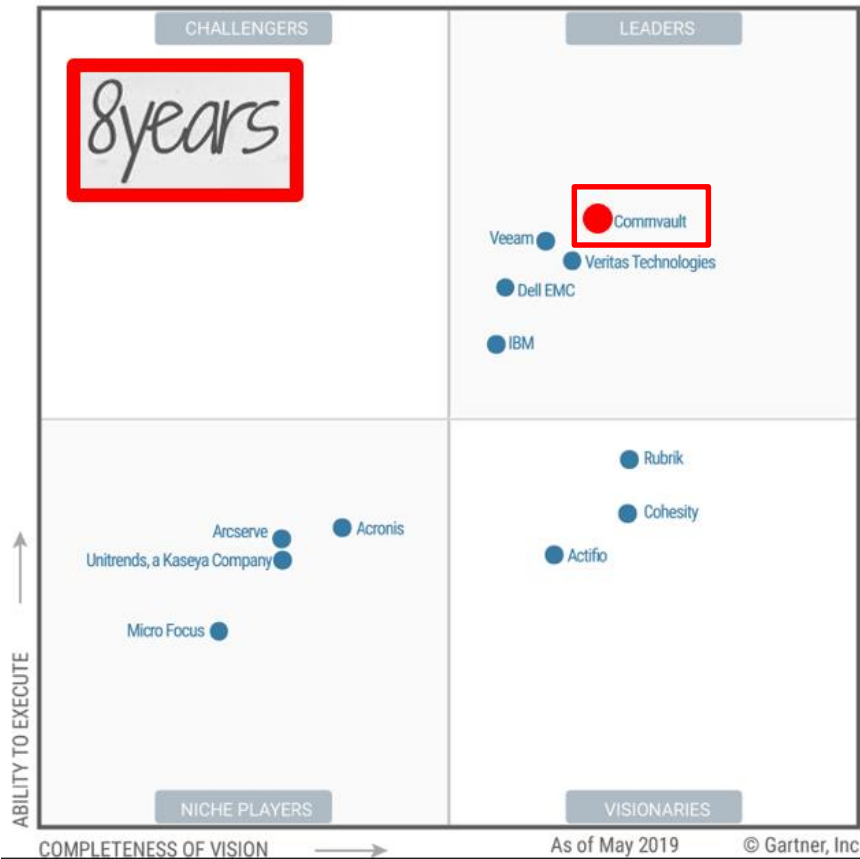 CHALLENGERS
LEADERS
8years
Commvault
Veeam
Veritas Technologies
Dell EMC
IBM
Rubrik
Cohesity
Actifio
Acronis
Arcserve
Unitrends, a Kaseya Company
Micro Focus
ABILITY TO EXECUTE
NICHE PLAYERS
VISIONARIES
COMPLETENESS OF VISION
As of May 2019
© Gartner, Inc